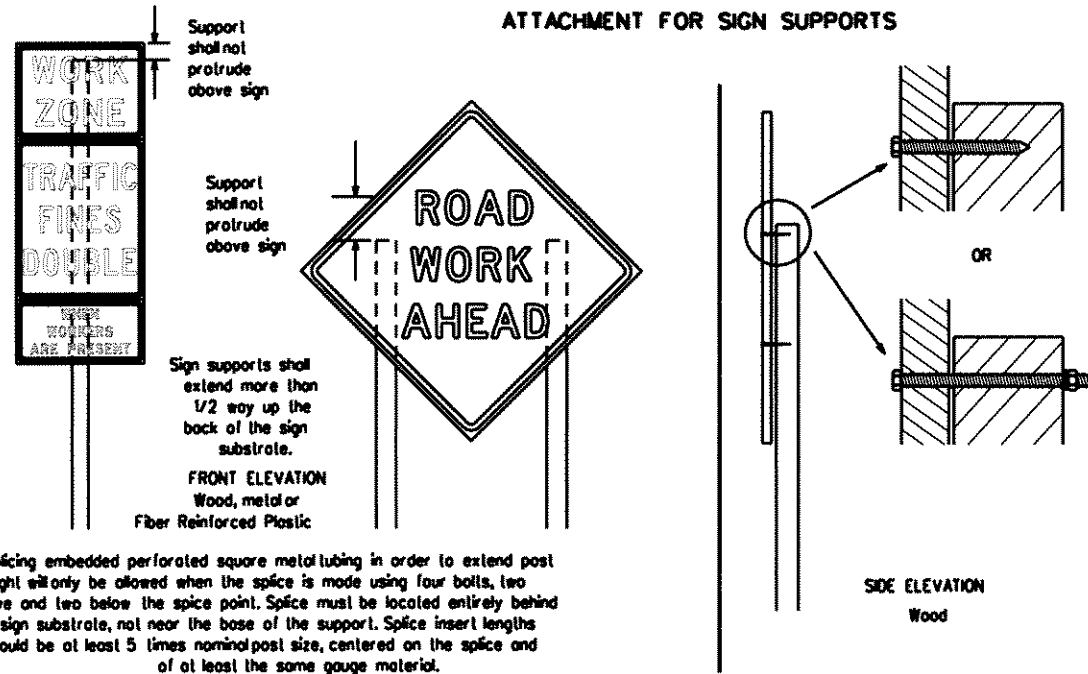 ATTACHMENT FOR SIGN SUPPORTS
Support
shall not
protrude
above sign
WORK
ZONE
TRAFFIC
FINES
DOUBLE
WHEN
WORKERS
ARE PRESENT
Support
shall not
protrude
above sign
ROAD
WORK
AHEAD
Sign supports shall
extend more than
1/2 way up the
back of the sign
substrate.
FRONT ELEVATION
Wood, metal or
Fiber Reinforced Plastic
OR
SIDE ELEVATION
Wood
licing embedded perforated square metal tubing in order to extend post
ght will only be allowed when the splice is made using four bolts, two
ve and two below the spice point. Splice must be located entirely behind
sign substrate, not near the base of the support. Splice insert lengths
ould be at least 5 times nominal post size, centered on the splice and
of at least the same gauge material.